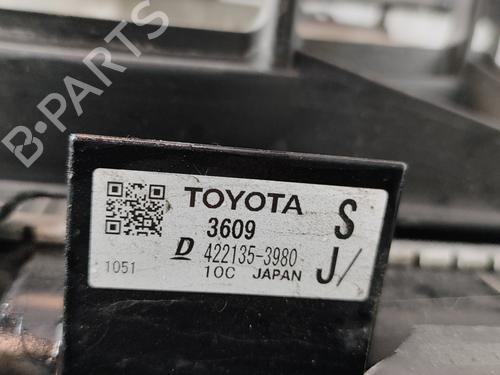 B-PARTS
TOYOTA
S
3609
D 422135-3980
J/
1051
10C JAPAN